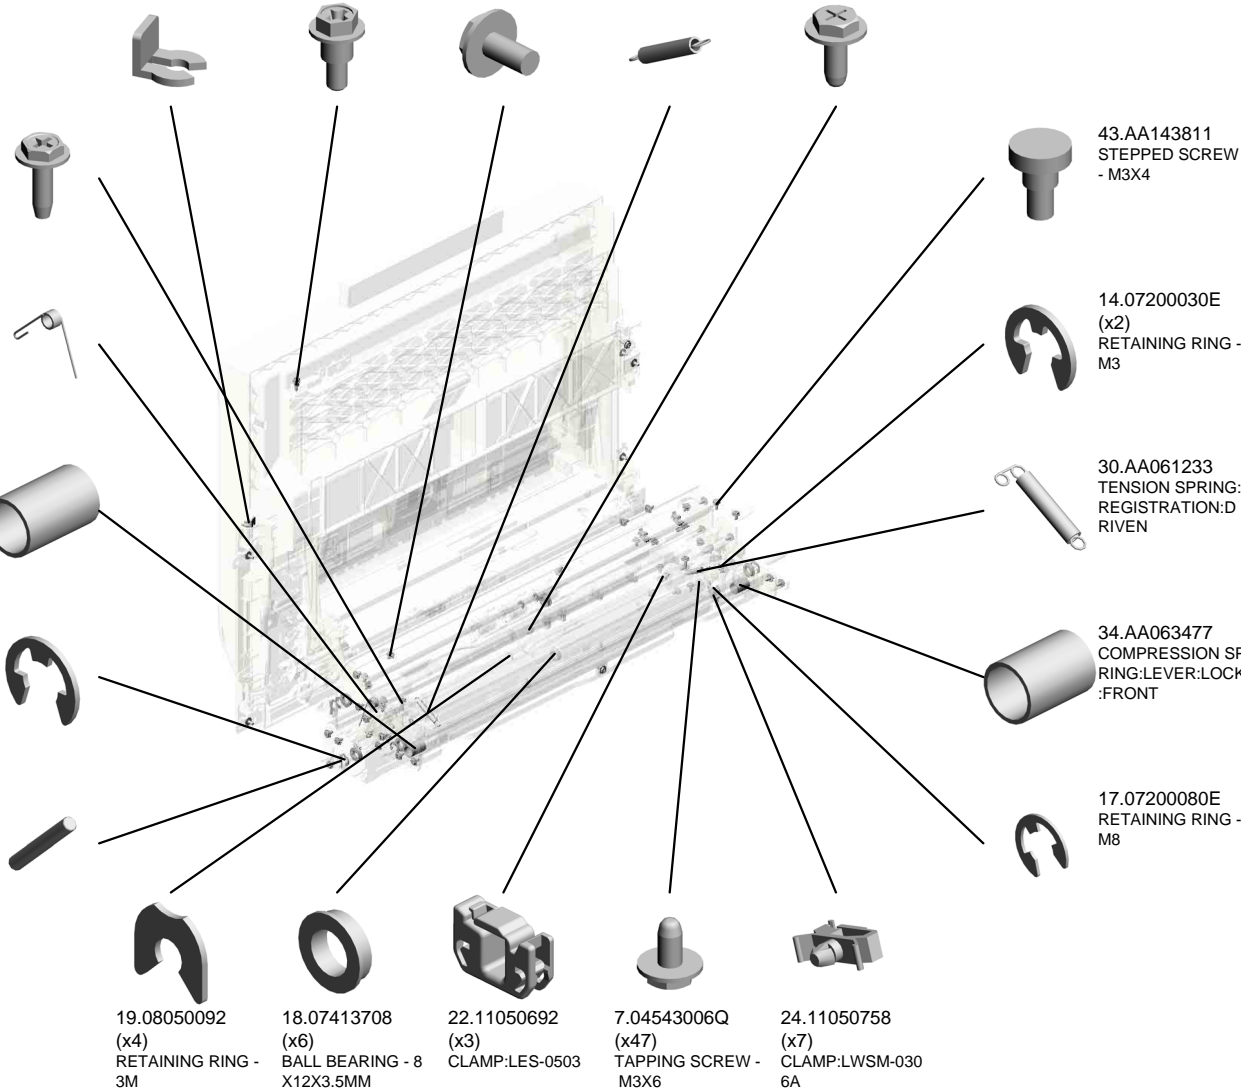 43.AA143811
STEPPED SCREW
- M3X4
14.07200030E
(x2)
RETAINING RING -
M3
30.AA061233
TENSION SPRING:
REGISTRATION:D
RIVEN
34.AA063477
COMPRESSION SP
RING:LEVER:LOCK
:FRONT
17.07200080E
RETAINING RING -
M8
19.08050092
(x4)
RETAINING RING -
3M
18.07413708
(x6)
BALL BEARING - 8
X12X3.5MM
22.11050692
(x3)
CLAMP:LES-0503
7.04543006Q
(x47)
TAPPING SCREW -
M3X6
24.11050758
(x7)
CLAMP:LWSM-030
6A